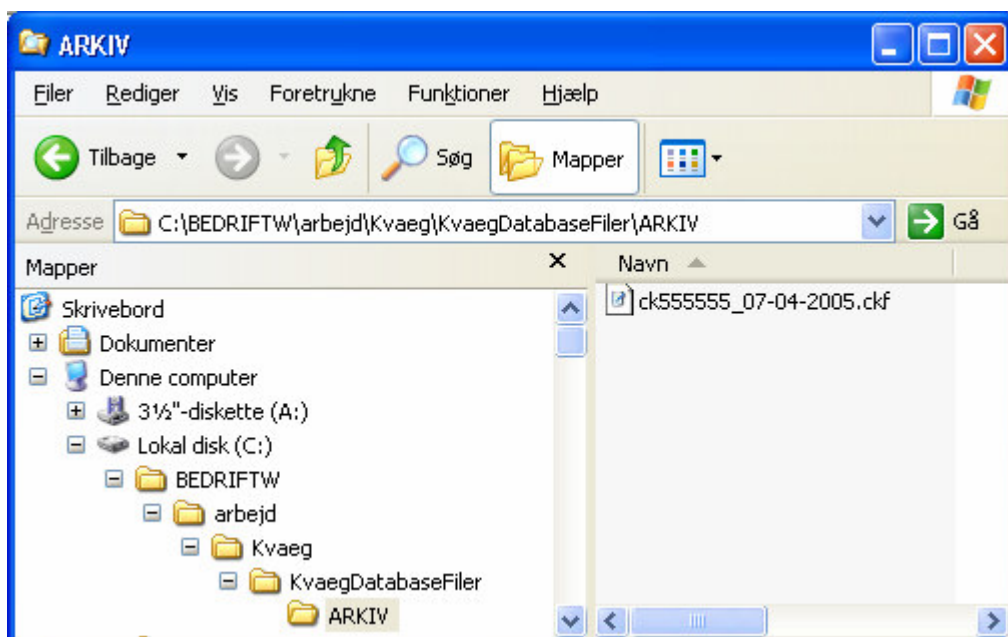 ARKIV
Filer Rediger Vis Foretrukne Funktioner Hjælp
Tilbage Søg Mapper
Adresse C:\BEDRIFTW\arbejd\Kvaeg\KvaegDatabaseFiler\ARKIV Gå
Mapper
Skrivebord
Dokumenter
Denne computer
3½"-diskette (A:)
Lokal disk (C:)
BEDRIFTW
arbejd
Kvaeg
KvaegDatabaseFiler
ARKIV
Navn
ck555555_07-04-2005.ckf